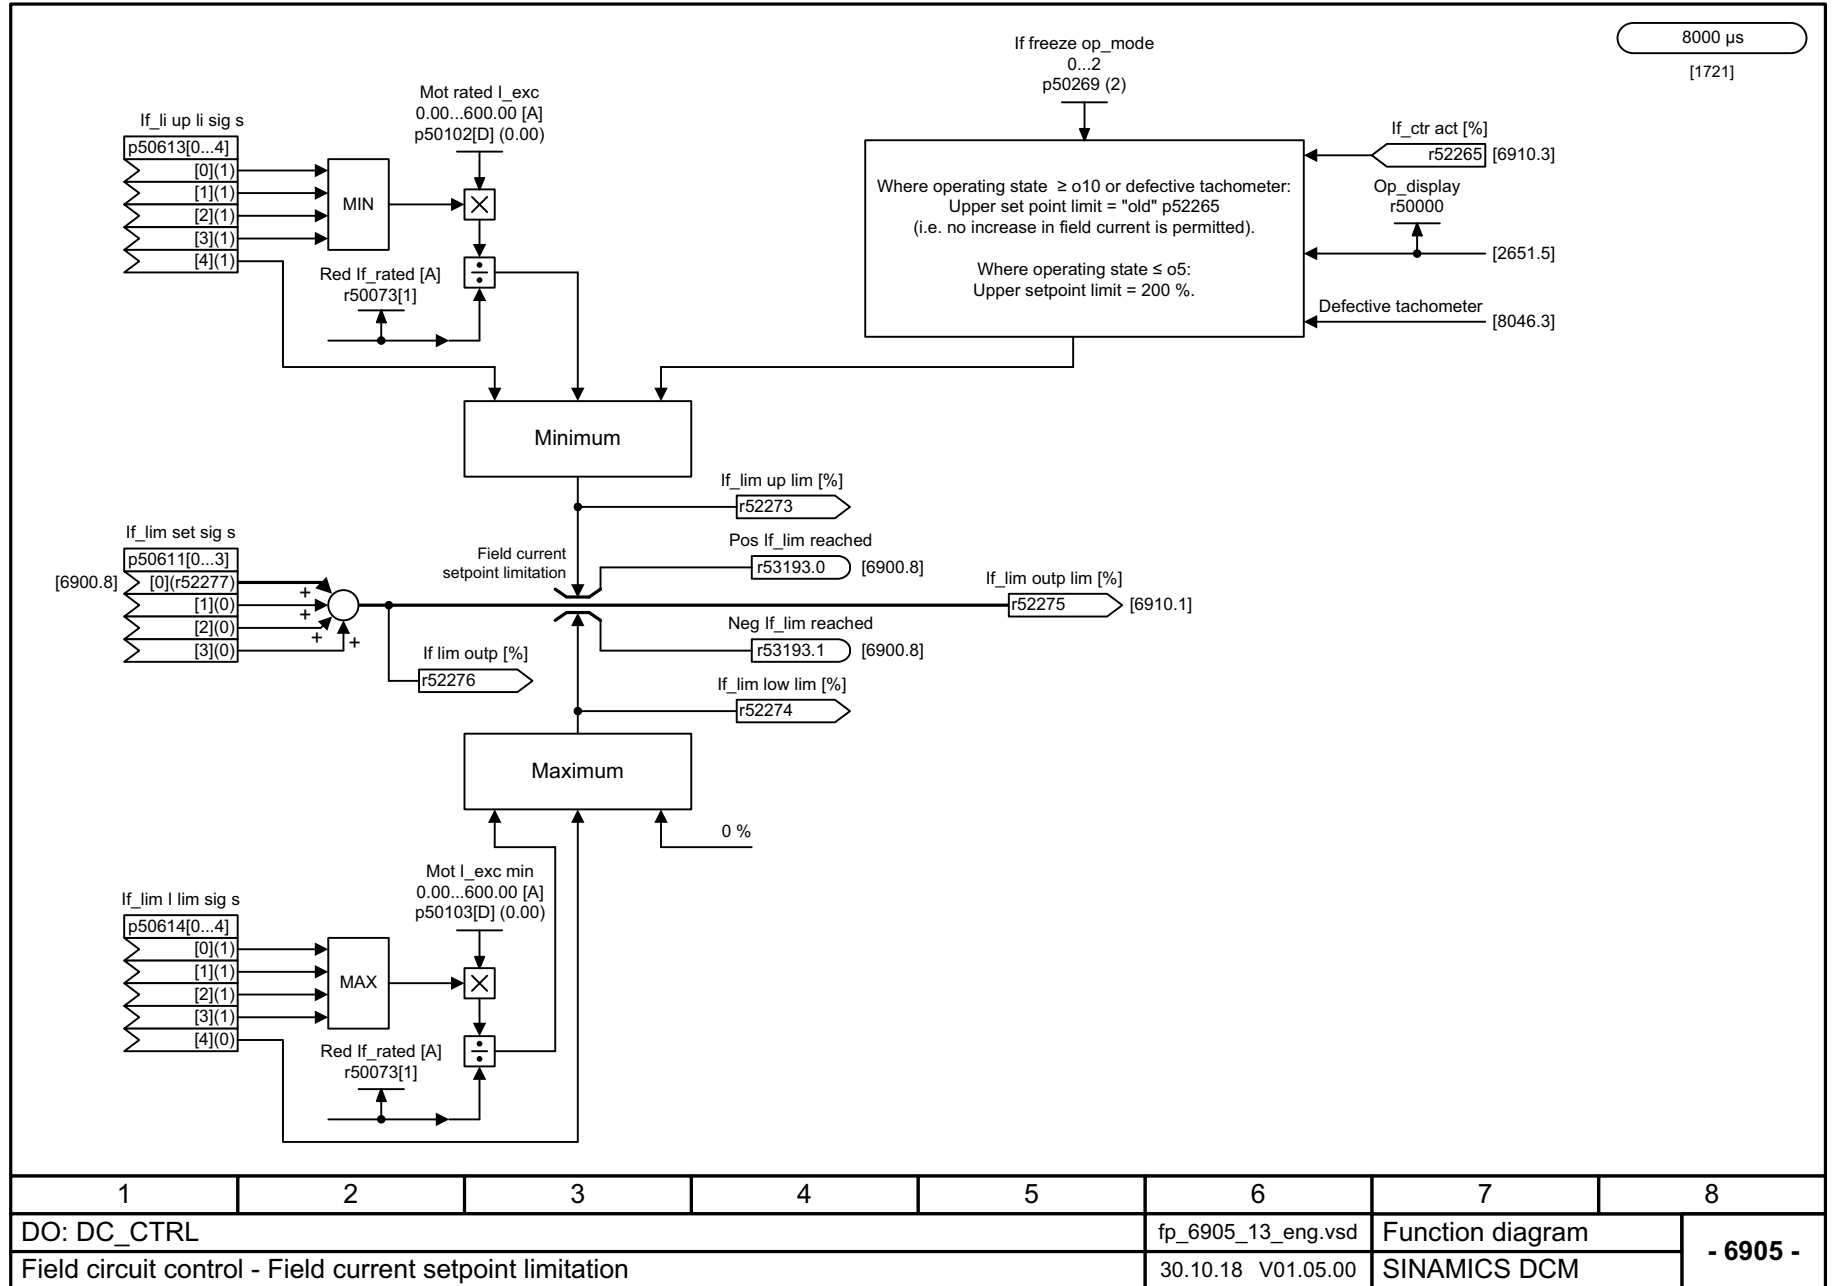 8000 µs
[1721]
If freeze op_mode
0...2
p50269 (2)
Mot rated I_exc
0.00...600.00 [A]
p50102[D] (0.00)
If_li up li sig s
p50613[0...4]
[0](1)
[1](1)
[2](1)
[3](1)
[4](1)
MIN
Red If_rated [A]
r50073[1]
Where operating state ≥ o10 or defective tachometer:
Upper set point limit = "old" p52265
(i.e. no increase in field current is permitted).
Where operating state ≤ o5:
Upper setpoint limit = 200 %.
If_ctr act [%]
r52265 [6910.3]
Op_display
r50000
[2651.5]
Defective tachometer [8046.3]
Minimum
If_lim up lim [%]
r52273
If_lim set sig s
p50611[0...3]
[6900.8] [0](r52277)
[1](0)
[2](0)
[3](0)
+
+
+
+
If lim outp [%]
r52276
Field current
setpoint limitation
Pos If_lim reached
r53193.0 [6900.8]
If_lim outp lim [%]
r52275 [6910.1]
Neg If_lim reached
r53193.1 [6900.8]
If_lim low lim [%]
r52274
Maximum
0 %
Mot I_exc min
0.00...600.00 [A]
p50103[D] (0.00)
If_lim l lim sig s
p50614[0...4]
[0](1)
[1](1)
[2](1)
[3](1)
[4](0)
MAX
Red If_rated [A]
r50073[1]
1 2 3 4 5 6 7 8
DO: DC_CTRL fp_6905_13_eng.vsd Function diagram
- 6905 -
Field circuit control - Field current setpoint limitation 30.10.18 V01.05.00 SINAMICS DCM